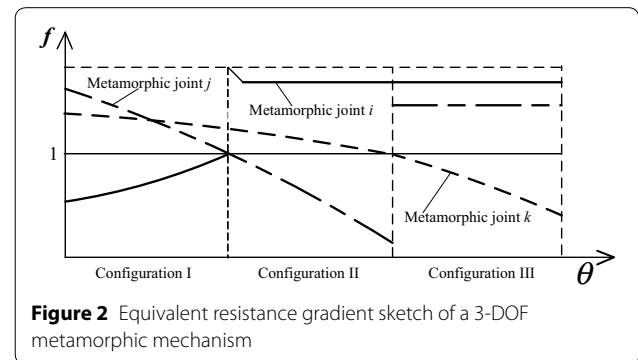 f
Metamorphic joint j
Metamorphic joint i
1
Metamorphic joint k
Configuration I
Configuration II
Configuration III
θ
Figure 2 Equivalent resistance gradient sketch of a 3-DOF
metamorphic mechanism